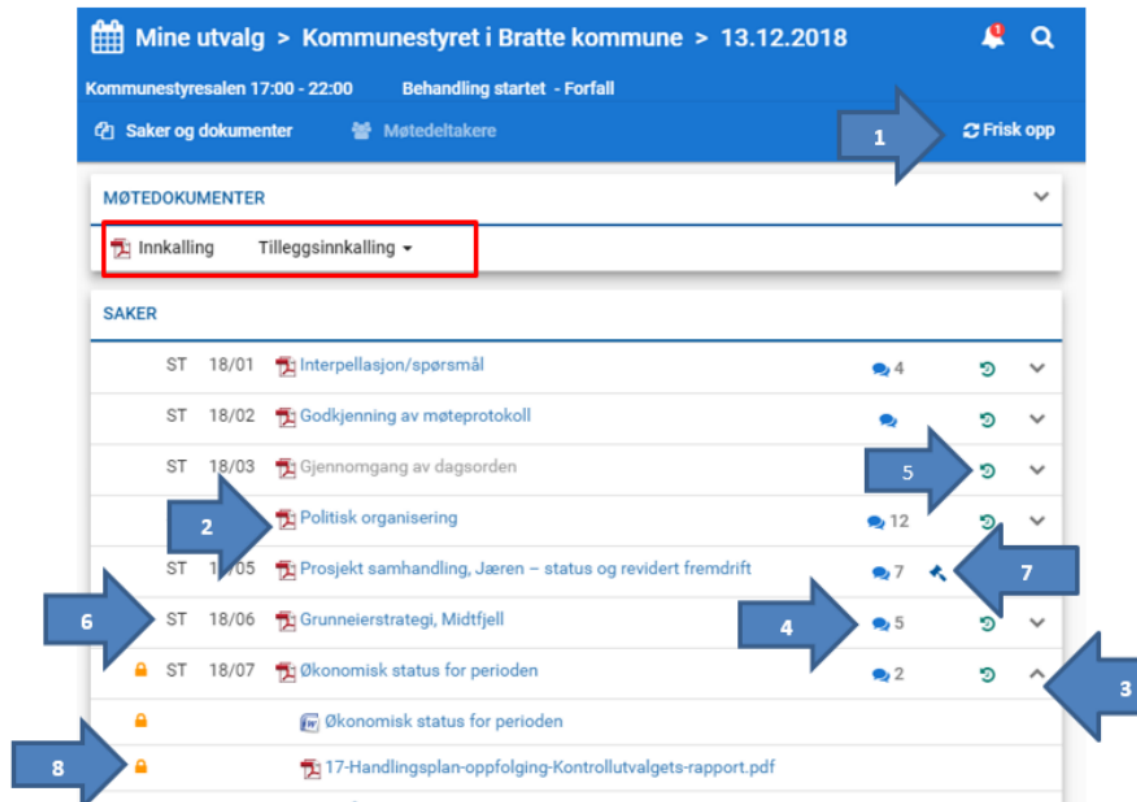 Mine utvalg > Kommunestyret i Bratte kommune > 13.12.2018 1
Kommunestyresalen 17:00 - 22:00 Behandling startet - Forfall
Saker og dokumenter Møtedeltakere 1 Frisk opp
MØTEDOKUMENTER
Innkalling Tilleggsinnkalling
SAKER
ST 18/01 Interpellasjon/spørsmål 4
ST 18/02 Godkjenning av møteprotokoll
ST 18/03 Gjennomgang av dagsorden 5
2 Politisk organisering 12
ST 1 /05 Prosjekt samhandling, Jæren – status og revidert fremdrift 7 7
6 ST 18/06 Grunneierstrategi, Midtfjell 4 5
ST 18/07 Økonomisk status for perioden 2 3
Økonomisk status for perioden
8 17-Handlingsplan-oppfolging-Kontrollutvalgets-rapport.pdf